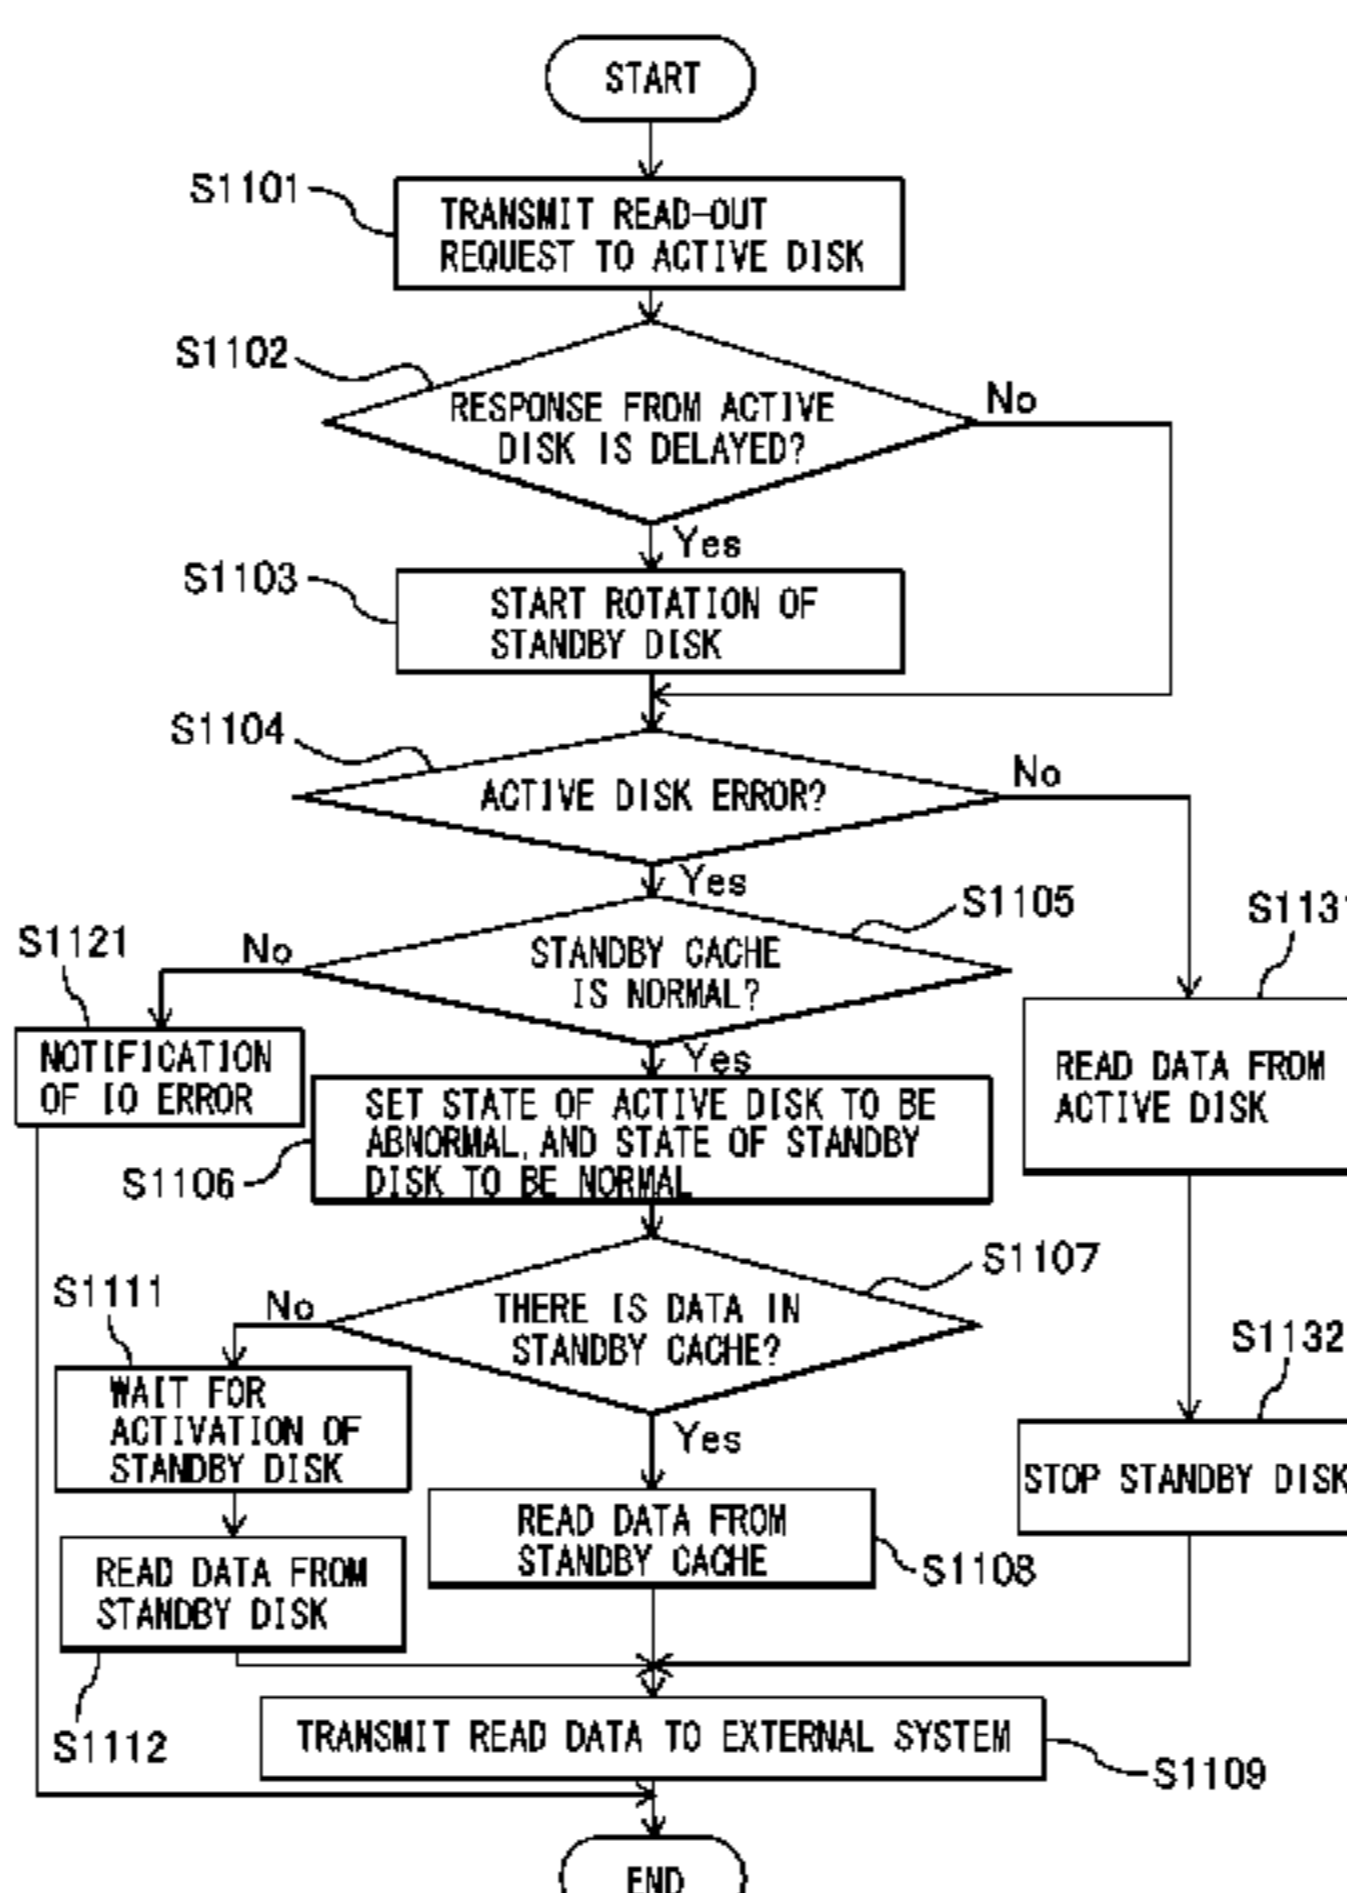 START
S1101
TRANSMIT READ-OUT
REQUEST TO ACTIVE DISK
S1102
RESPONSE FROM ACTIVE
DISK IS DELAYED?
No
Yes
S1103
START ROTATION OF
STANDBY DISK
S1104
ACTIVE DISK ERROR?
No
Yes
S1105
STANDBY CACHE
IS NORMAL?
No
Yes
S1121
NOTIFICATION
OF IO ERROR
S1131
READ DATA FROM
ACTIVE DISK
S1106
SET STATE OF ACTIVE DISK TO BE
ABNORMAL, AND STATE OF STANDBY
DISK TO BE NORMAL
S1107
THERE IS DATA IN
STANDBY CACHE?
No
Yes
S1111
WAIT FOR
ACTIVATION OF
STANDBY DISK
S1132
STOP STANDBY DISK
READ DATA FROM
STANDBY CACHE
S1108
READ DATA FROM
STANDBY DISK
S1112
TRANSMIT READ DATA TO EXTERNAL SYSTEM
S1109
END